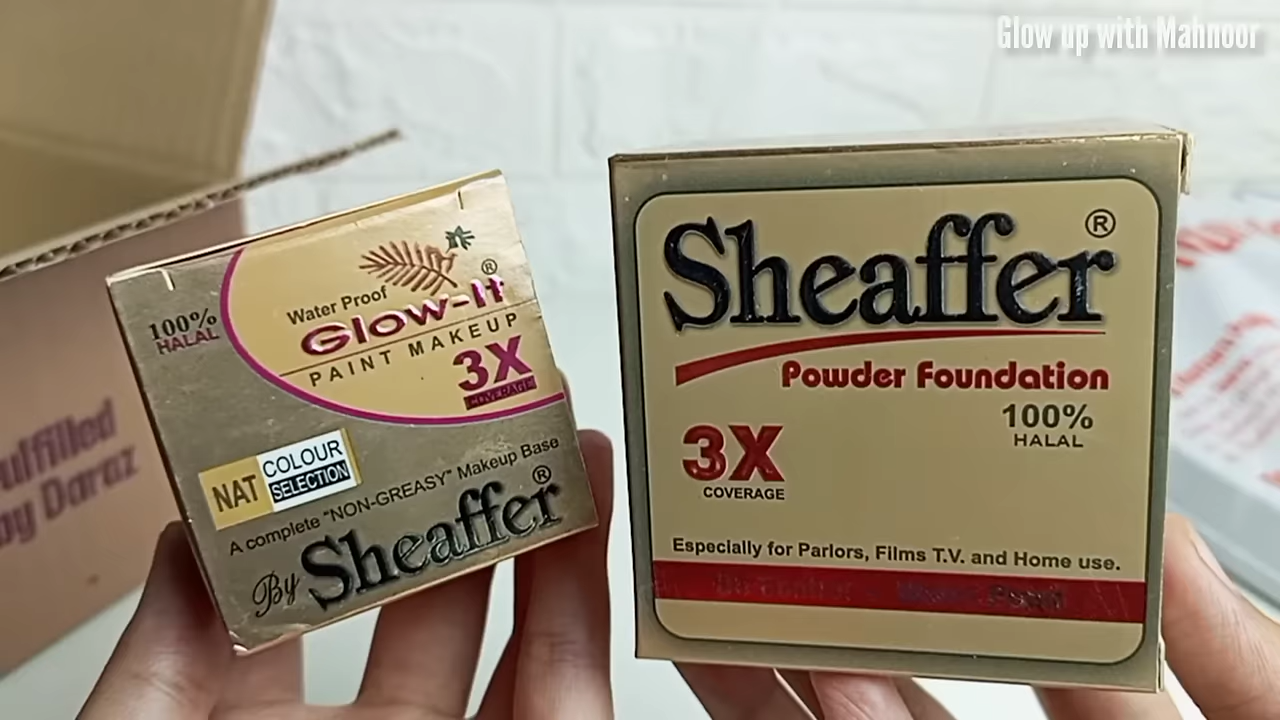 Glow up with Mahnoor
100%
HALAL
Water Proof
Glow-It®
PAINT MAKEUP
3X
COVERAGE
NAT
COLOUR
SELECTION
A complete "NON-GREASY" Makeup Base
By Sheaffer®
Sheaffer®
Powder Foundation
100%
HALAL
3X
COVERAGE
Especially for Parlors, Films T.V. and Home use.
by Daraz